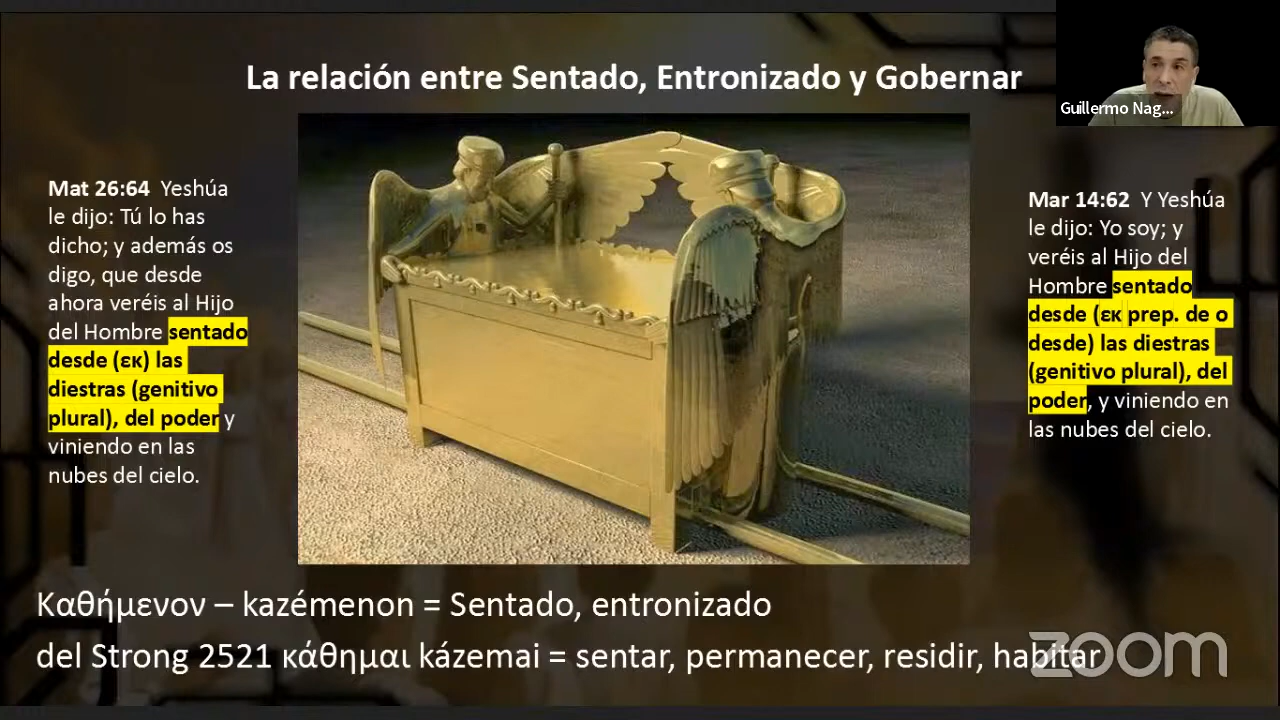 La relación entre Sentado, Entronizado y Gobernar
Guillermo Nag...
Mat 26:64 Yeshúa
le dijo: Tú lo has
dicho; y además os
digo, que desde
ahora veréis al Hijo
del Hombre sentado
desde (εκ) las
diestras (genitivo
plural), del poder y
viniendo en las
nubes del cielo.
Mar 14:62 Y Yeshúa
le dijo: Yo soy; y
veréis al Hijo del
Hombre sentado
desde (εκ prep. de o
desde) las diestras
(genitivo plural), del
poder, y viniendo en
las nubes del cielo.
Καθήμενον – kazémenon = Sentado, entronizado
del Strong 2521 κάθημαι kázemai = sentar, permanecer, residir, habitar
zoom